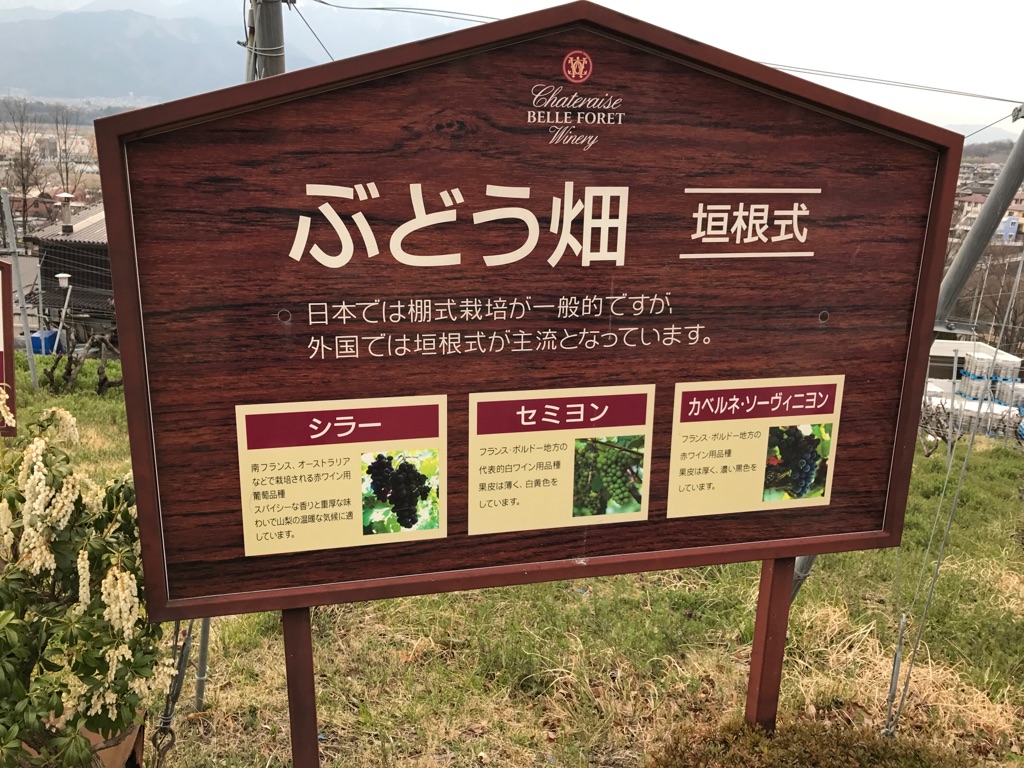 Chateraise
BELLE FORET
Winery
ぶどう畑
垣根式
日本では棚式栽培が一般的ですが、
外国では垣根式が主流となっています。
シラー
南フランス、オーストラリア
などで栽培される赤ワイン用
葡萄品種
スパイシーな香りと重厚な味
わいで山梨の温暖な気候に適
しています。
セミヨン
フランス・ボルドー地方の
代表的白ワイン用品種
果皮は薄く、白黄色を
しています。
カベルネ・ソーヴィニヨン
フランス・ボルドー地方の
赤ワイン用品種
果皮は厚く、濃い黒色を
しています。